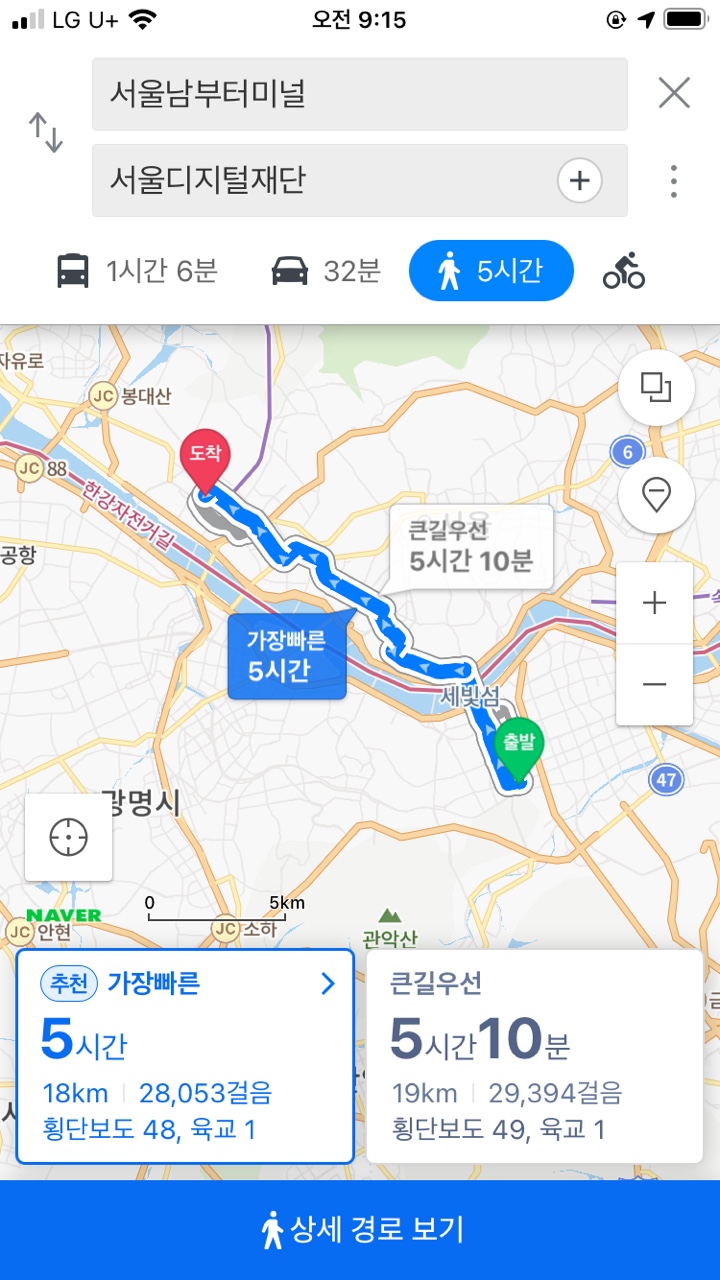 LG U+ 오전 9:15
서울남부터미널
서울디지털재단
1시간 6분 32분 5시간
자유로
JC 봉대산
6
도착
JC 88
한강자전거길
큰길우선
5시간 10분
공항
가장빠른
5시간
세빛섬
출발
47
광명시
0 5km
NAVER
JC 안현
JC 소하
관악산
추천 가장빠른
5시간
18km 28,053걸음
횡단보도 48, 육교 1
큰길우선
5시간10분
19km 29,394걸음
횡단보도 49, 육교 1
상세 경로 보기